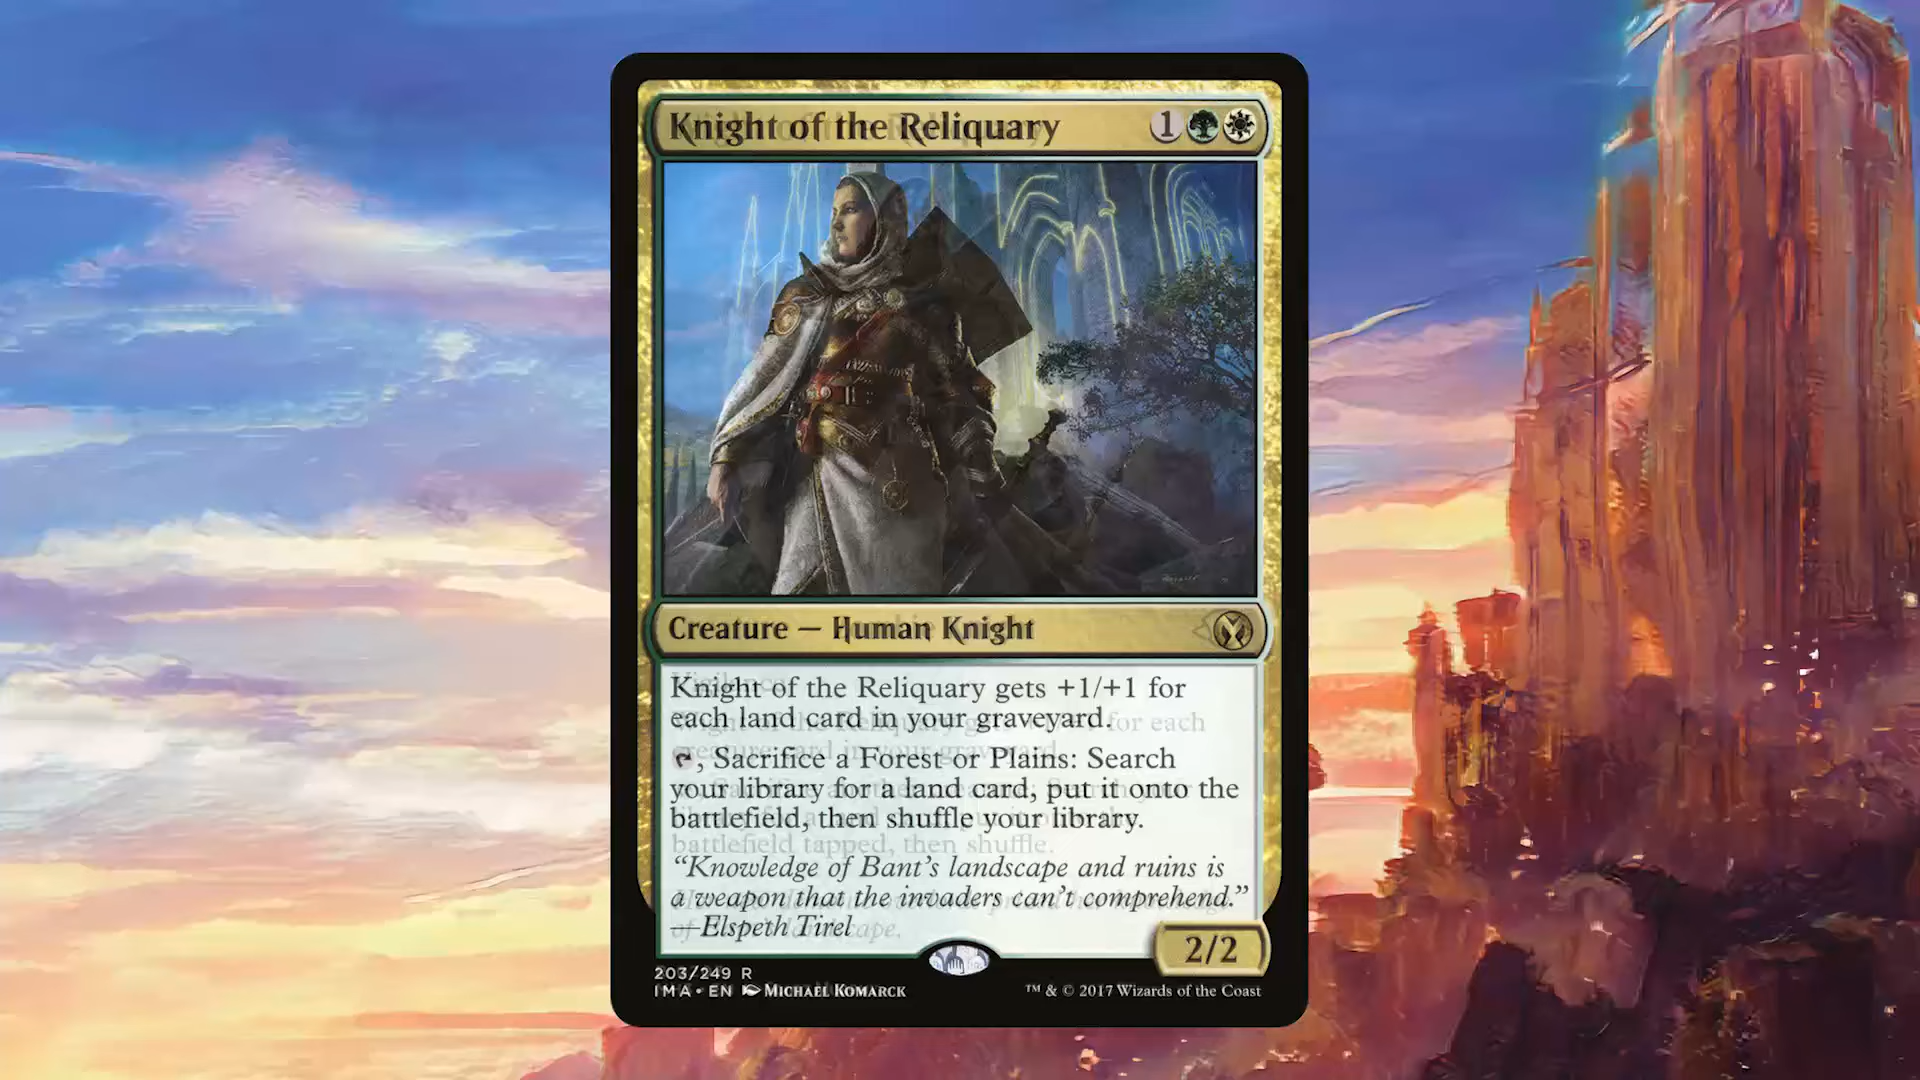 Knight of the Reliquary 1
Creature — Human Knight
Knight of the Reliquary gets +1/+1 for
each land card in your graveyard.
, Sacrifice a Forest or Plains: Search
your library for a land card, put it onto the
battlefield, then shuffle your library.
“Knowledge of Bant’s landscape and ruins is
a weapon that the invaders can’t comprehend.”
—Elspeth Tirel
2/2
203/249 R
IMA • EN Michael Komarck
™ & © 2017 Wizards of the Coast